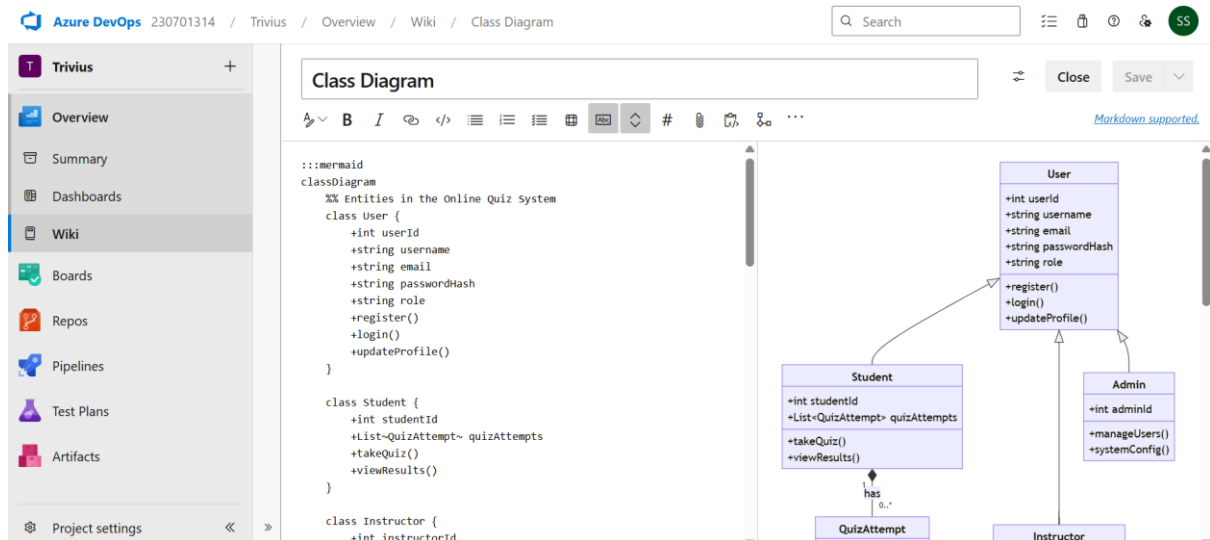 Azure DevOps 230701314 / Trivius / Overview / Wiki / Class Diagram
Search
SS
T Trivius
Overview
Summary
Dashboards
Wiki
Boards
Repos
Pipelines
Test Plans
Artifacts
Project settings
Class Diagram
Close
Save
B I </> Abc # ...
Markdown supported.
:::mermaid
classDiagram
%% Entities in the Online Quiz System
class User {
+int userId
+string username
+string email
+string passwordHash
+string role
+register()
+login()
+updateProfile()
}
class Student {
+int studentId
+List~QuizAttempt~ quizAttempts
+takeQuiz()
+viewResults()
}
class Instructor {
+int instructorId
User
+int userId
+string username
+string email
+string passwordHash
+string role
+register()
+login()
+updateProfile()
Student
+int studentId
+List<QuizAttempt> quizAttempts
+takeQuiz()
+viewResults()
Admin
+int adminId
+manageUsers()
+systemConfig()
1
has
0..*
QuizAttempt
Instructor